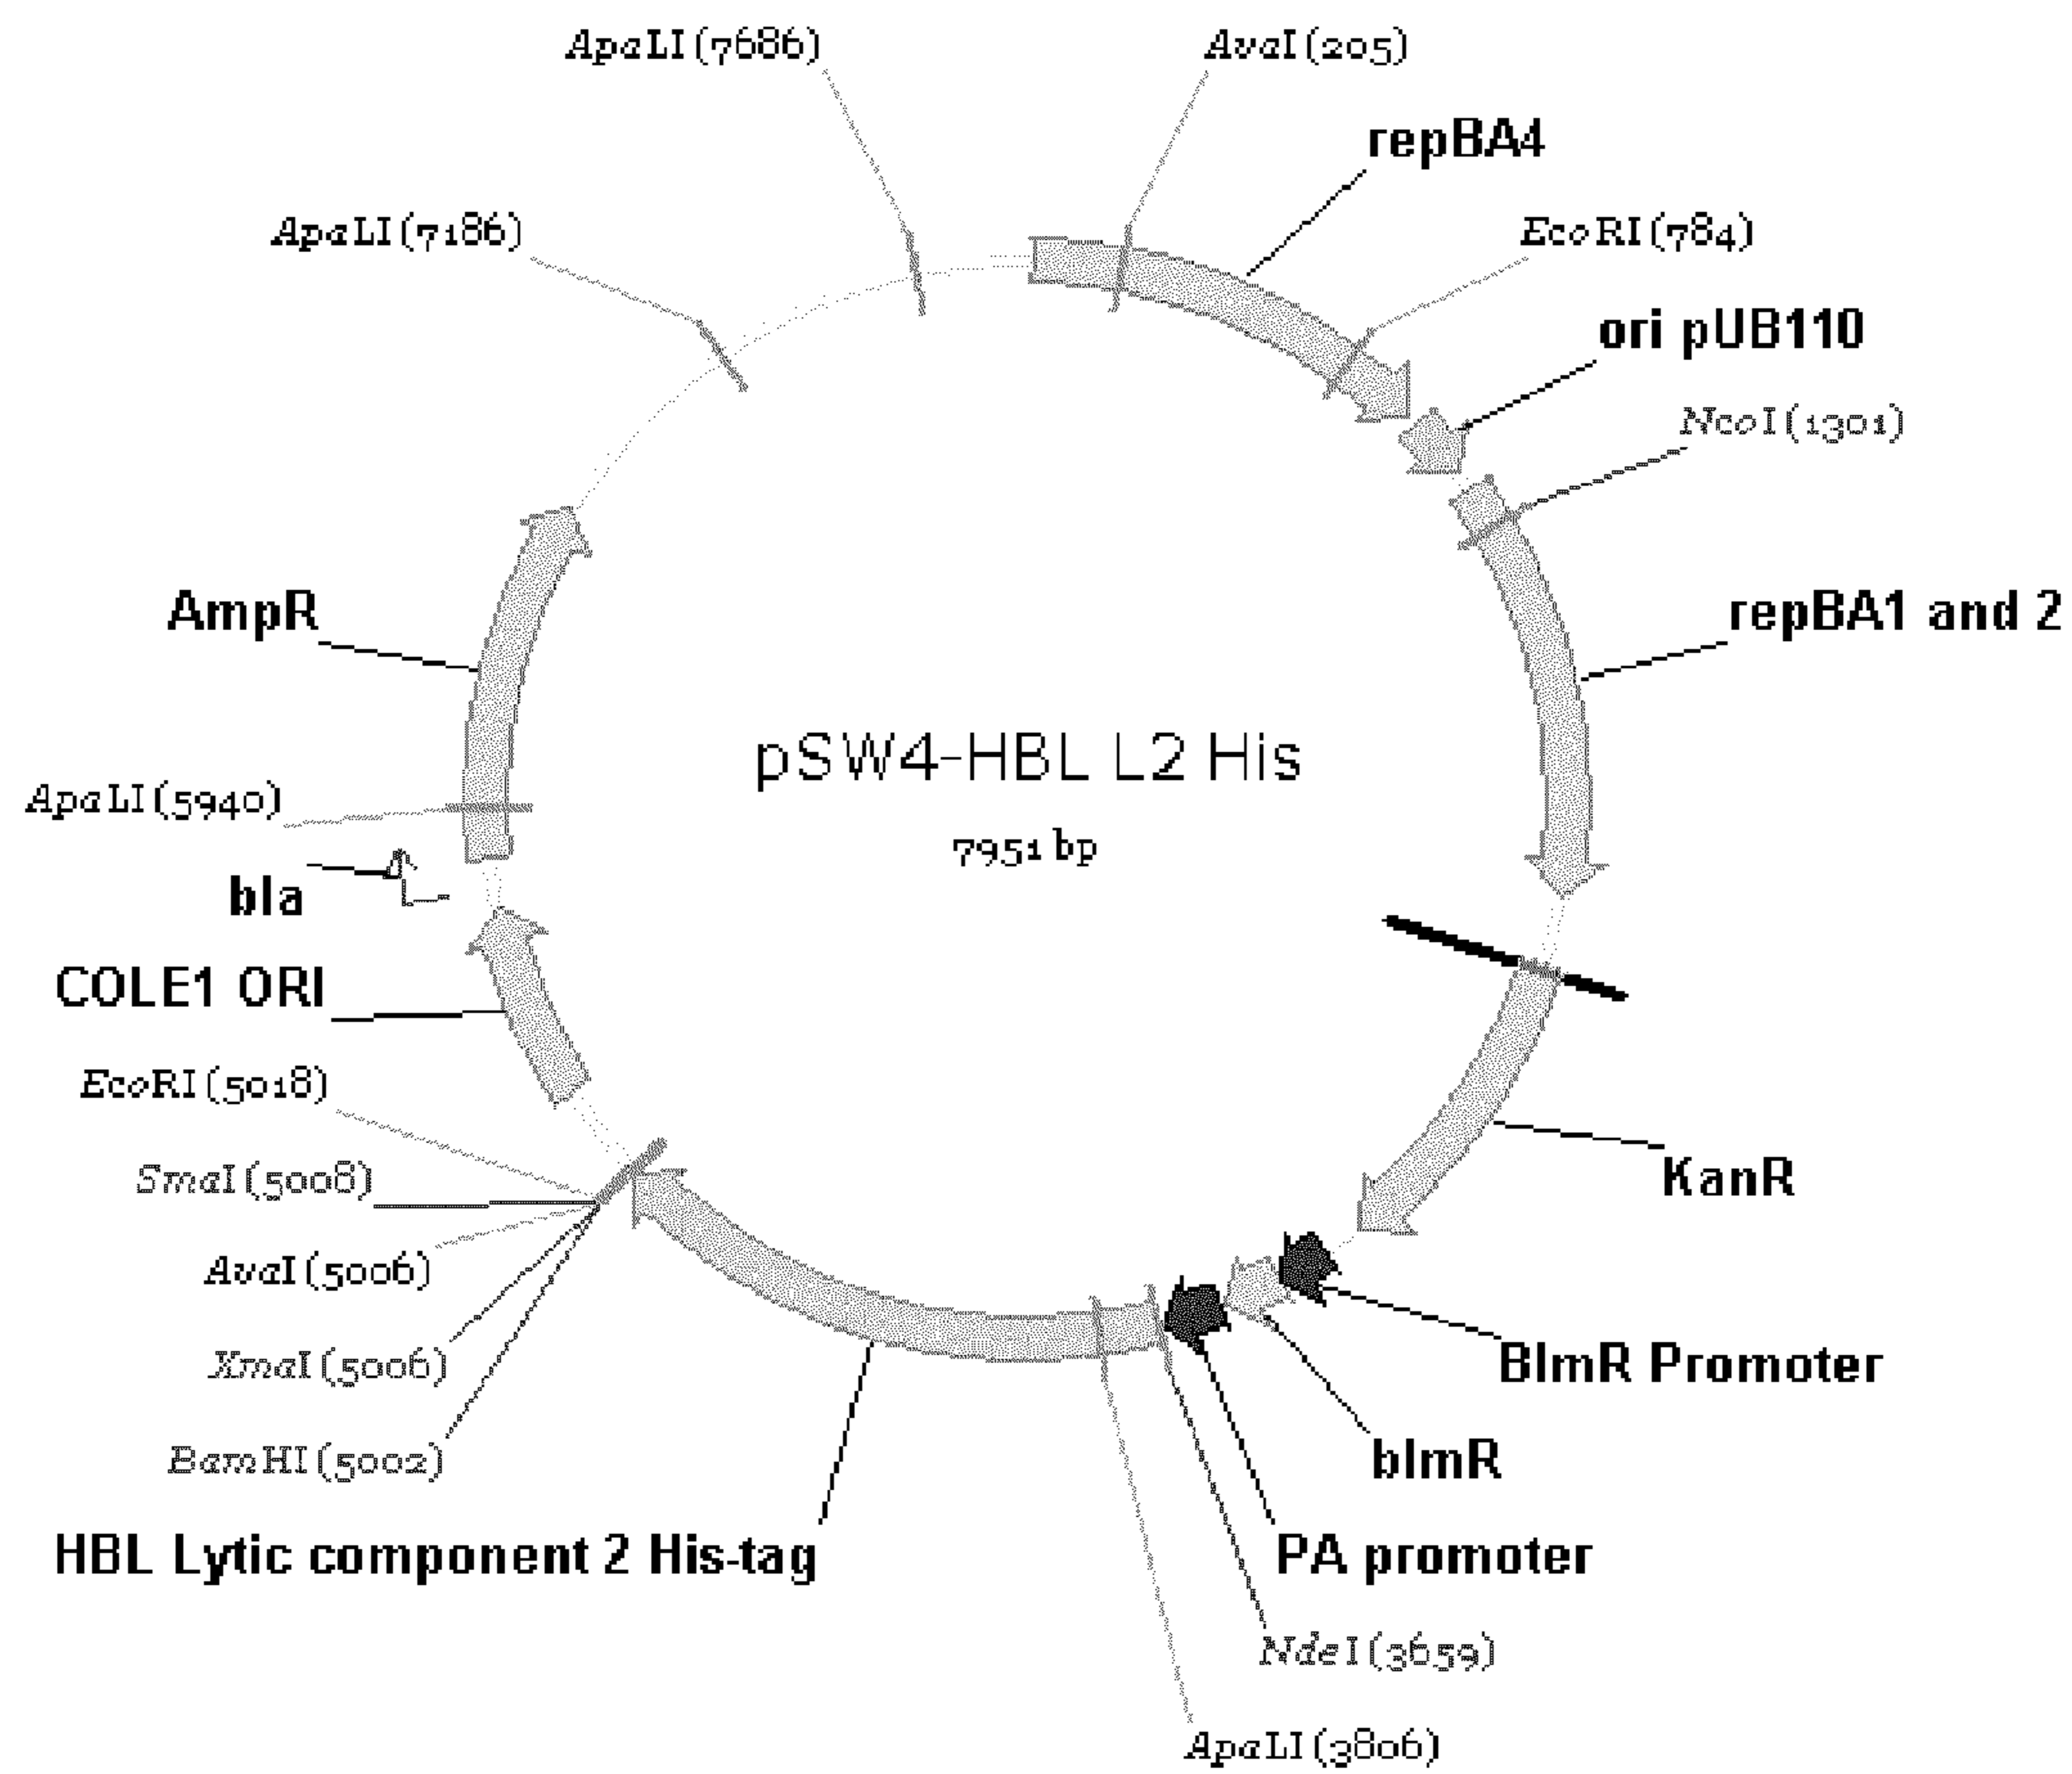 ApaLI (7686)
AvaI (205)
repBA4
ApaLI (7186)
EcoRI (784)
ori pUB110
NcoI (1301)
AmpR
repBA1 and 2
pSW4-HBL L2 His
7951 bp
ApaLI (5940)
bla
COLE1 ORI
EcoRI (5018)
SmaI (5008)
KanR
AvaI (5006)
XmaI (5006)
BlmR Promoter
BamHI (5002)
blmR
HBL Lytic component 2 His-tag
PA promoter
NdeI (3659)
ApaLI (3806)